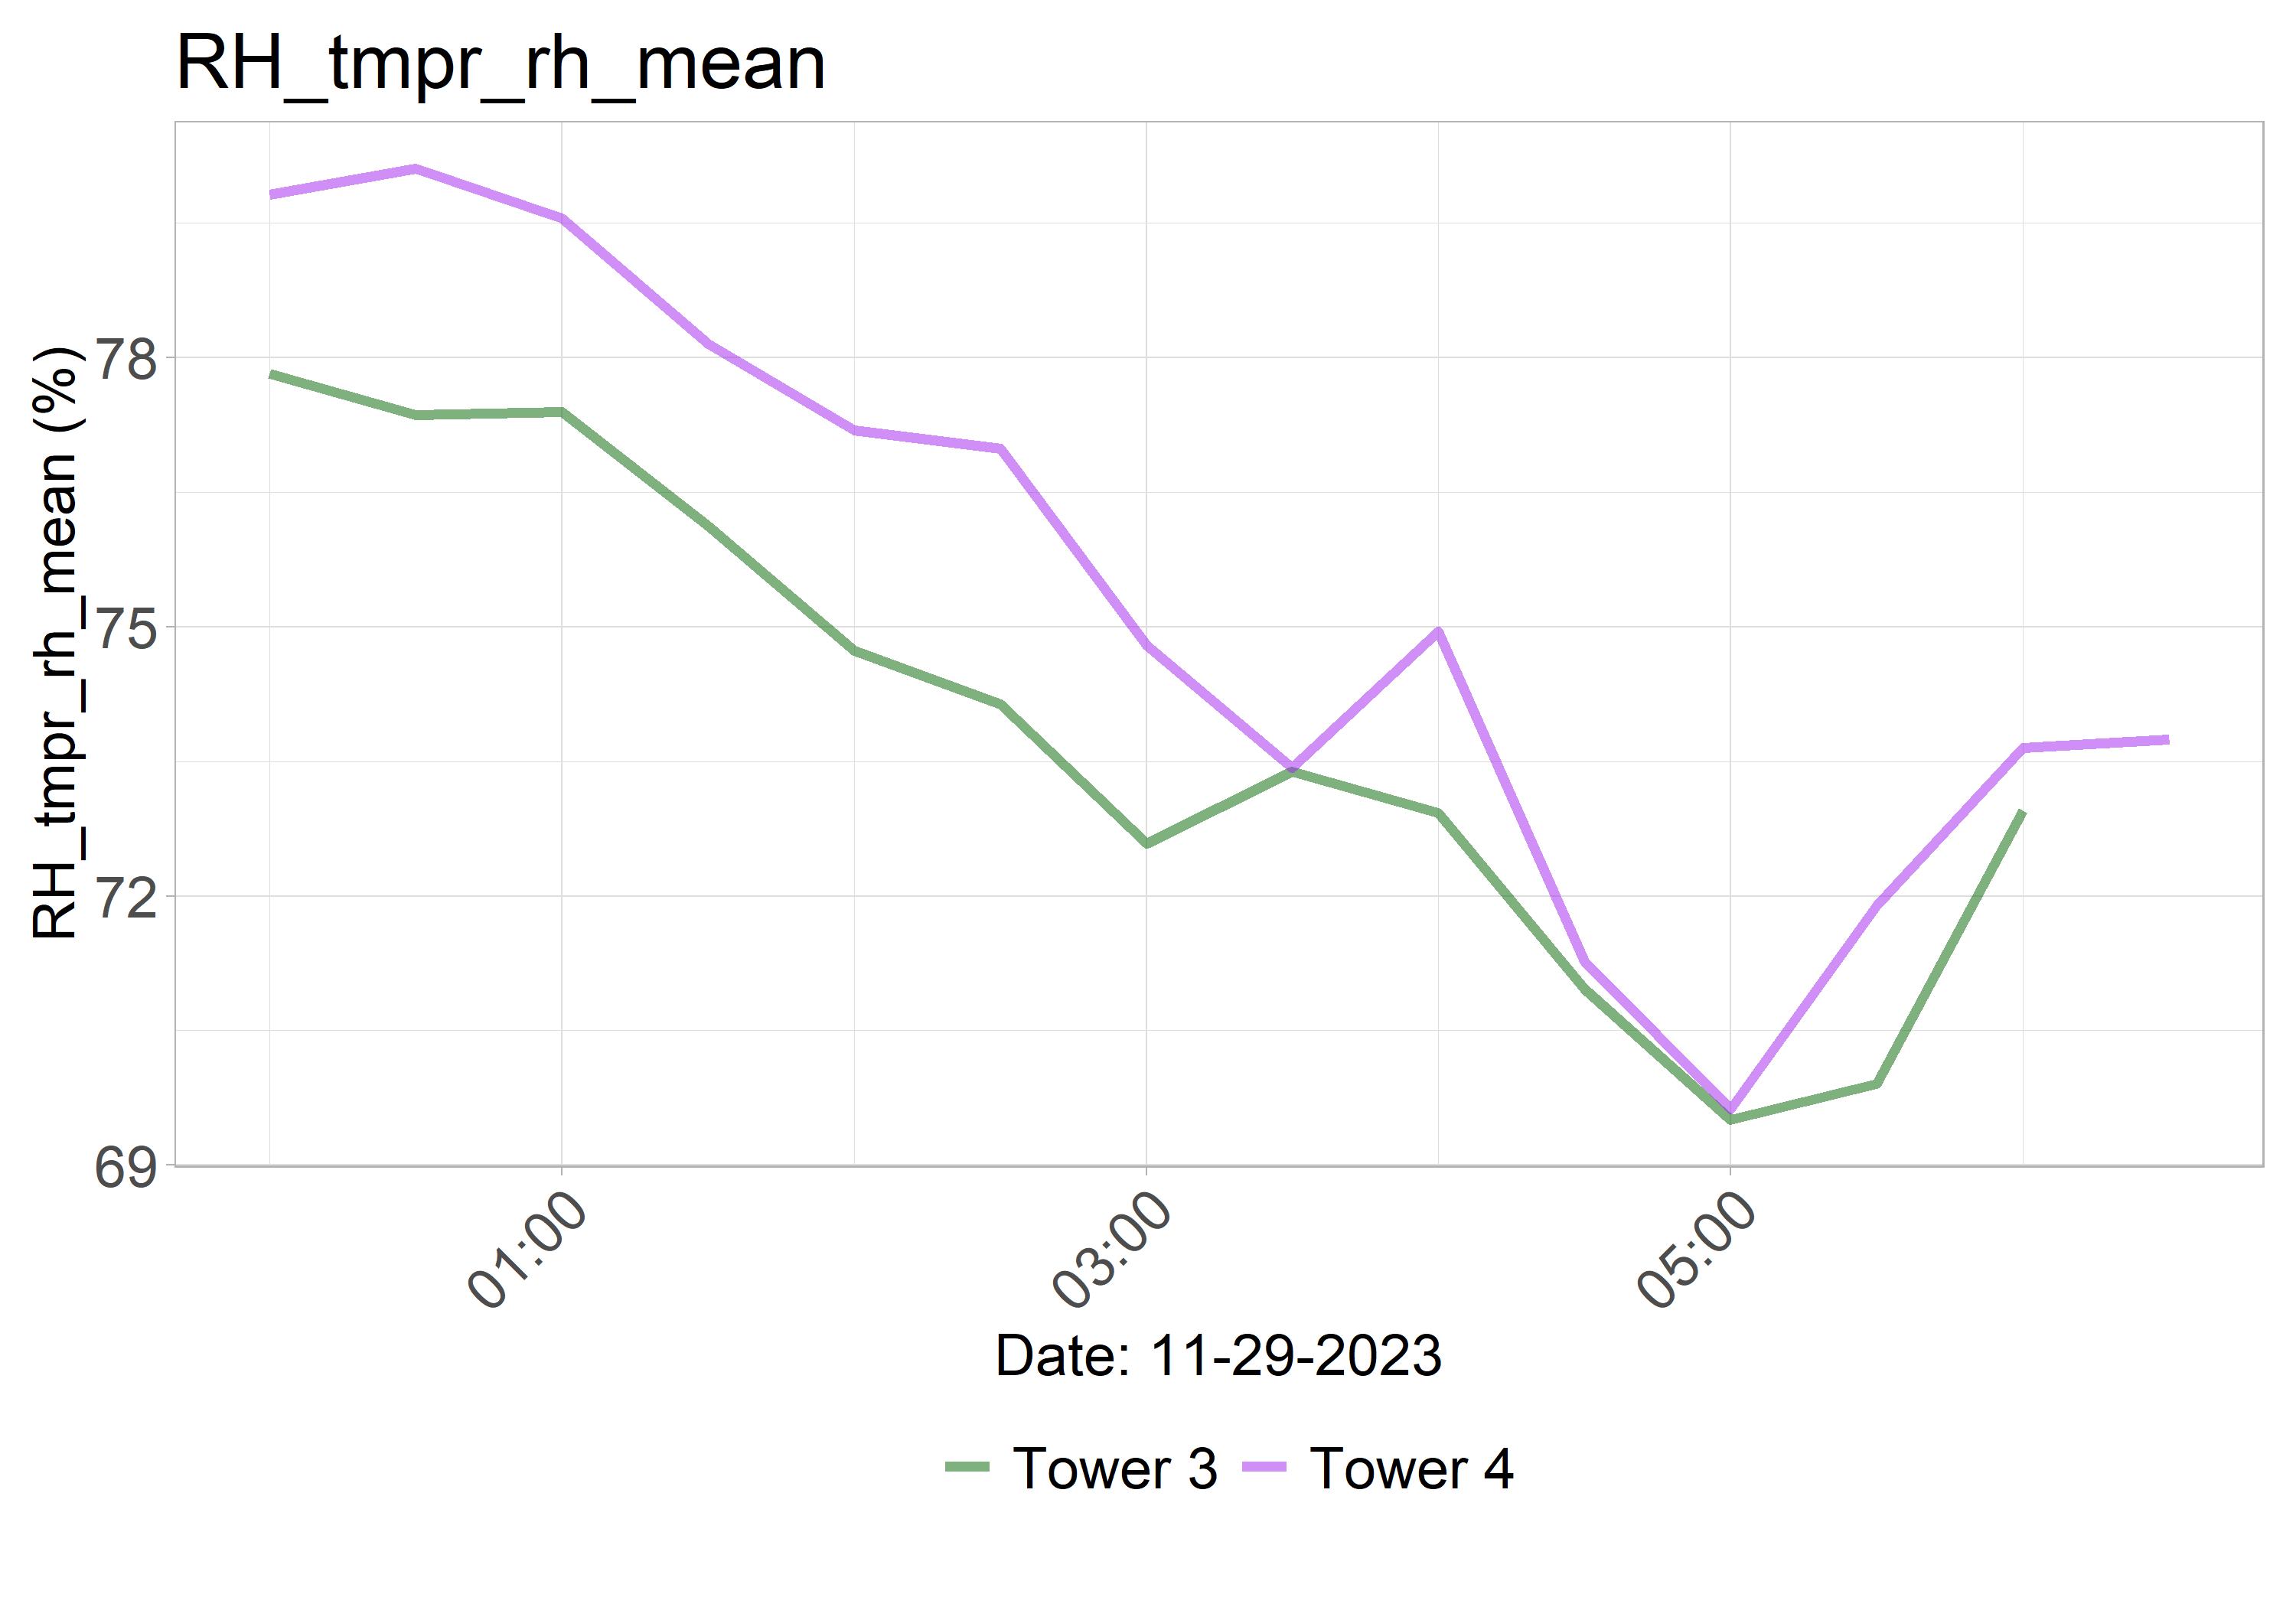 RH_tmpr_rh_mean
RH_tmpr_rh_mean (%)
78
75
72
69
01:00
03:00
05:00
Date: 11-29-2023
Tower 3
Tower 4